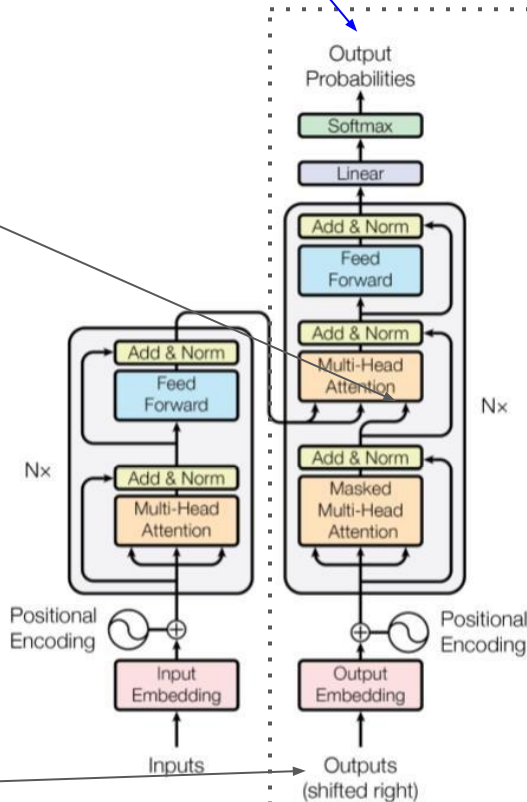 Output
Probabilities
Softmax
Linear
Add & Norm
Feed
Forward
Add & Norm
Multi-Head
Attention
Nx
Add & Norm
Masked
Multi-Head
Attention
Positional
Encoding
Output
Embedding
Outputs
(shifted right)
Add & Norm
Feed
Forward
Nx
Add & Norm
Multi-Head
Attention
Positional
Encoding
Input
Embedding
Inputs